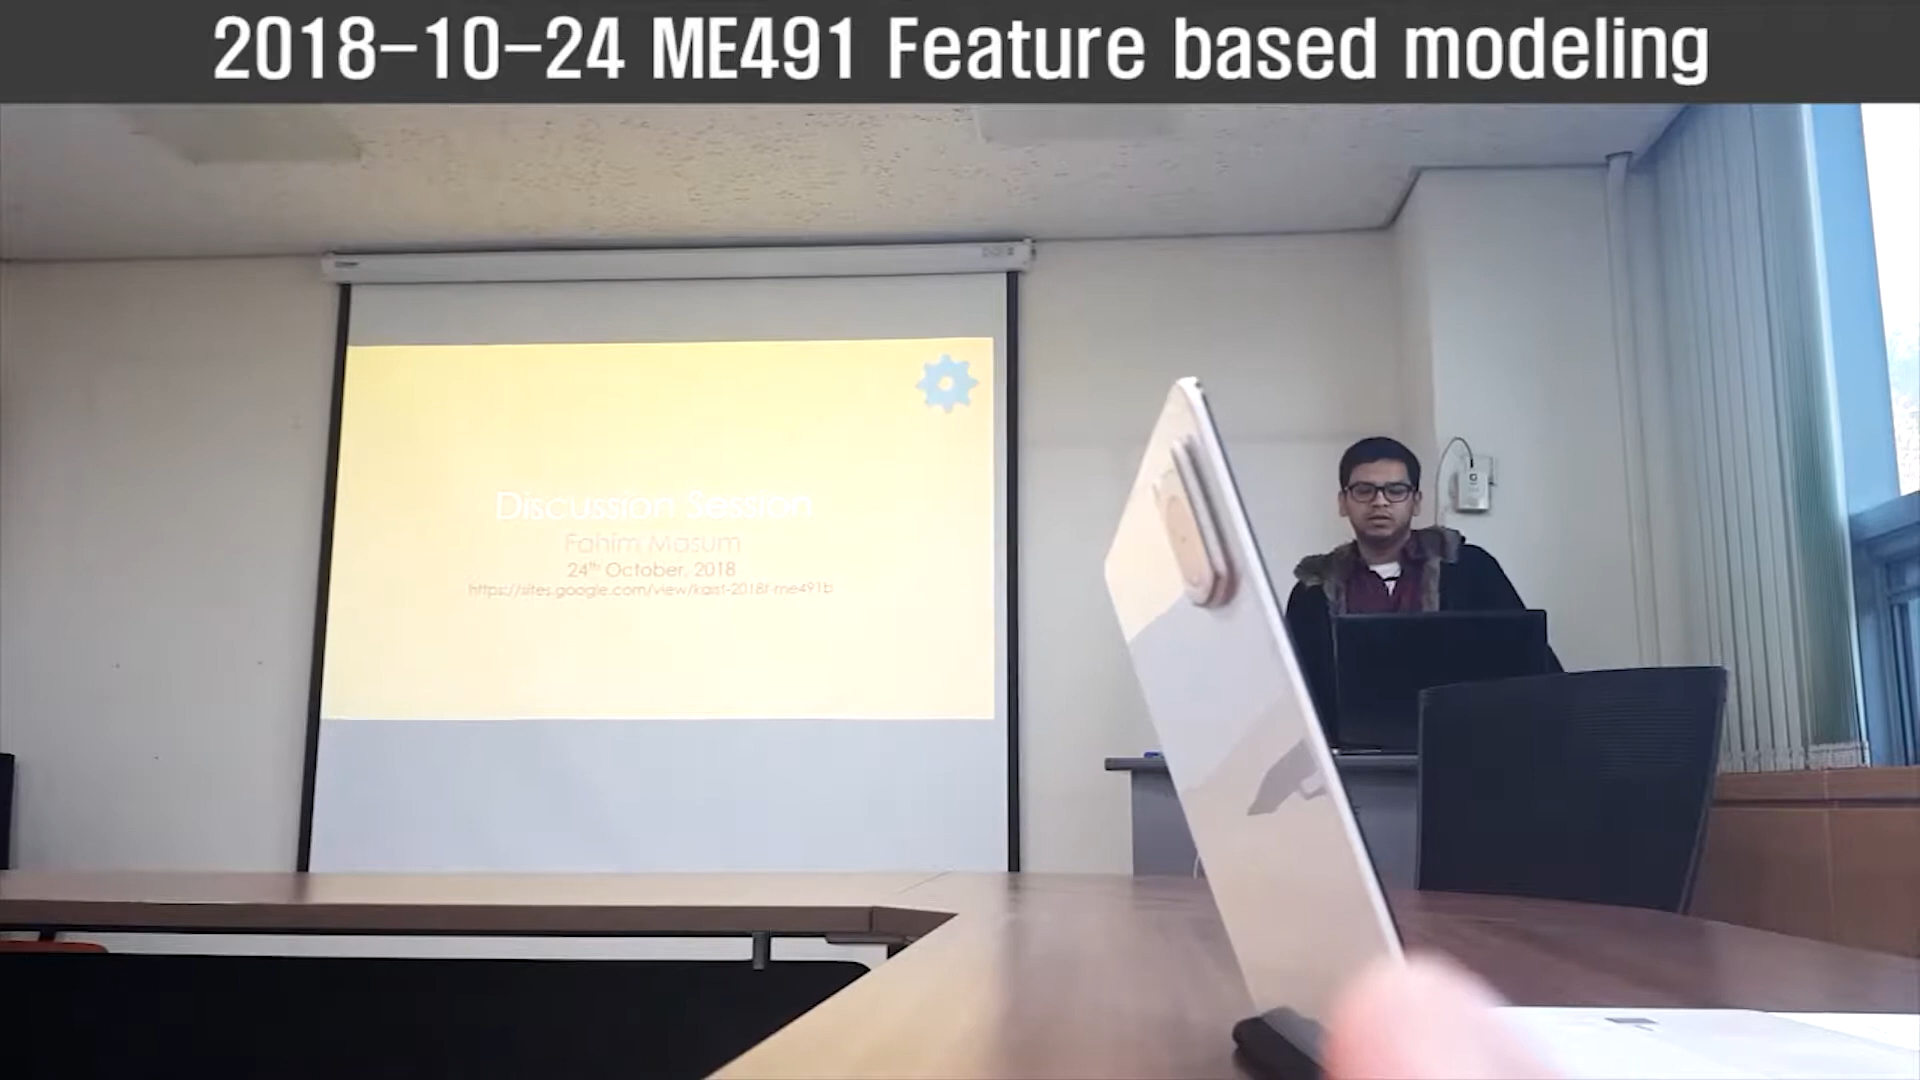 2018-10-24 ME491 Feature based modeling
Discussion Session
Fahim Masum
24th October, 2018
https://sites.google.com/view/kaist-2018f-me491b